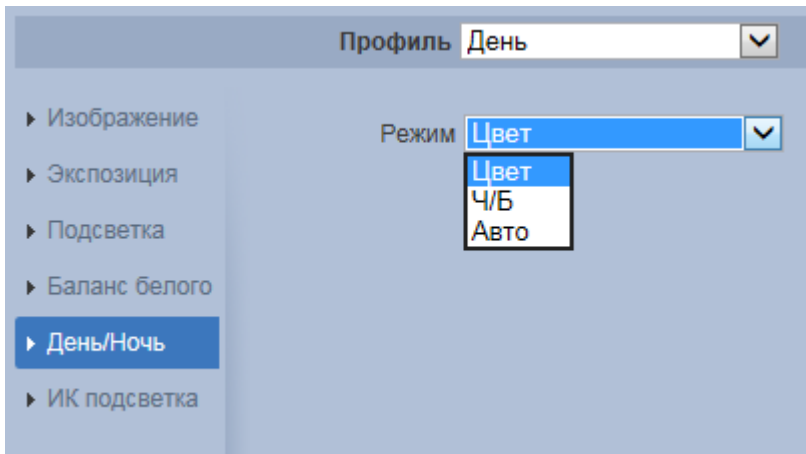 Профиль День
Изображение
Режим Цвет
Экспозиция
Цвет
Ч/Б
Подсветка
Авто
Баланс белого
День/Ночь
ИК подсветка